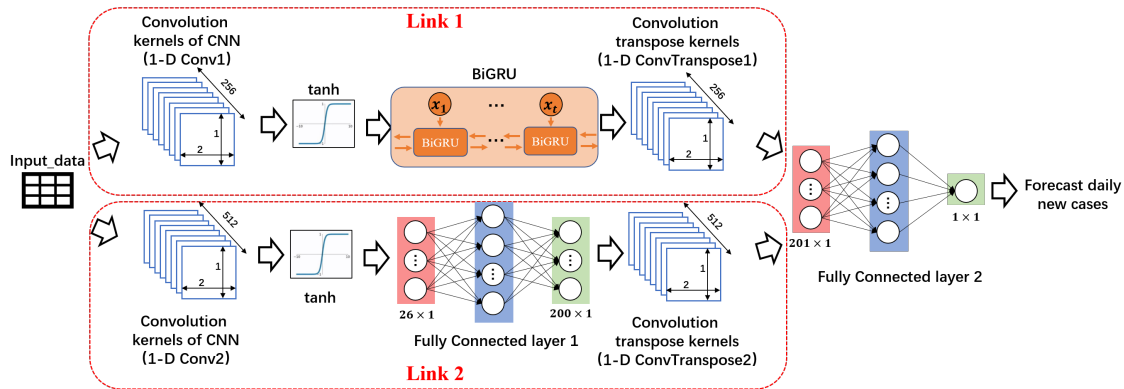 Link 1
Convolution
kernels of CNN
(1-D Conv1)
256
1
2
tanh
BiGRU
x1 ... xt
BiGRU ... BiGRU
Convolution
transpose kernels
(1-D ConvTranspose1)
256
1
2
Input_data
Convolution
kernels of CNN
(1-D Conv2)
512
1
2
tanh
26 × 1
200 × 1
Fully Connected layer 1
512
1
2
Convolution
transpose kernels
(1-D ConvTranspose2)
Link 2
201 × 1
1 × 1
Fully Connected layer 2
Forecast daily
new cases